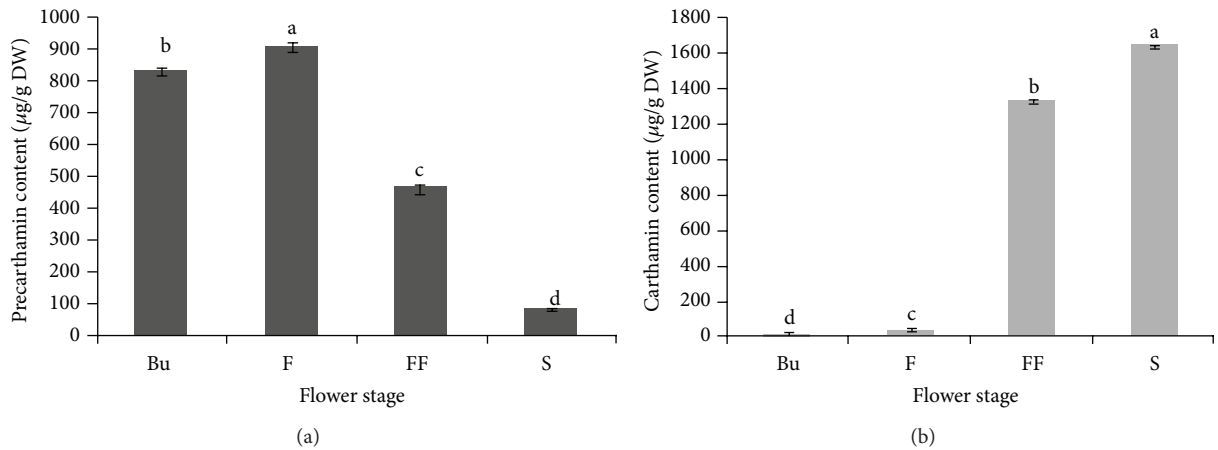 Precarthamin content (µg/g DW)
1000
900
800
700
600
500
400
300
200
100
0
b
a
c
d
Bu F FF S
Flower stage
(a)
Carthamin content (µg/g DW)
1800
1600
1400
1200
1000
800
600
400
200
0
d
c
b
a
Bu F FF S
Flower stage
(b)